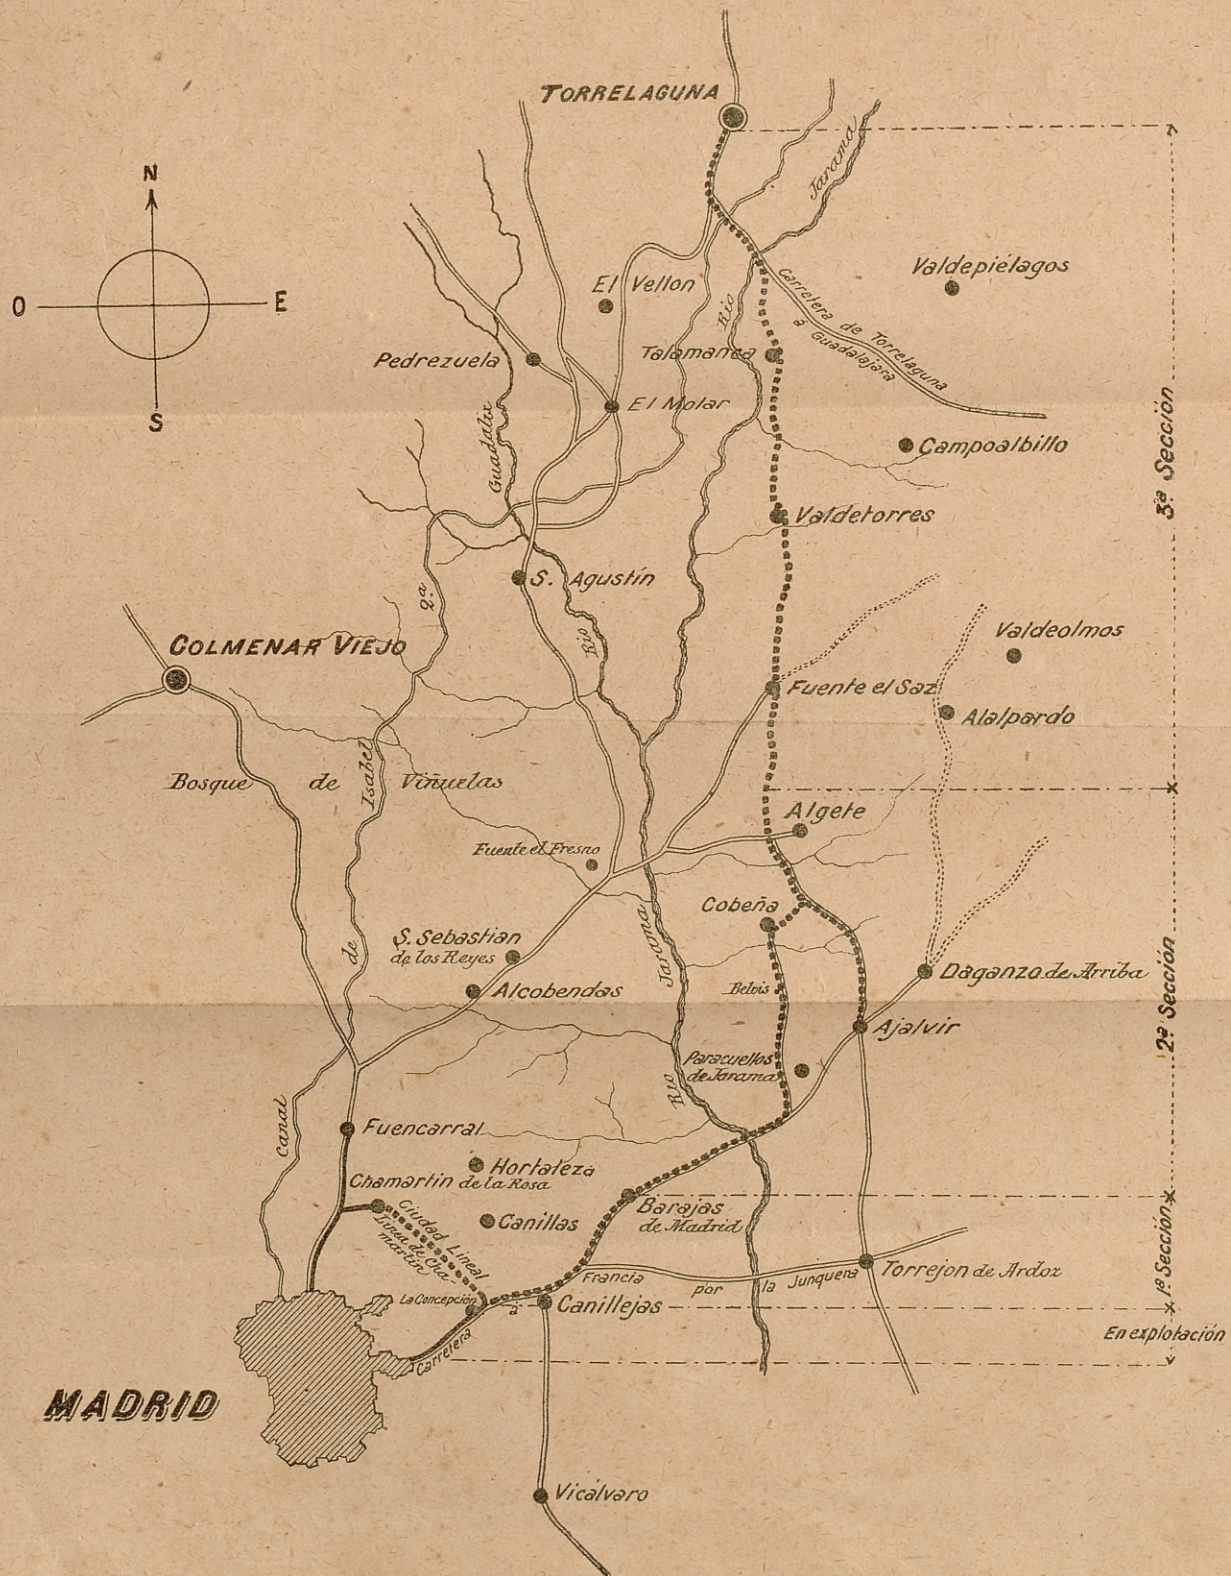 TORRELAGUNA
Jarama
N
O
E
S
El Vellon
Valdepiélagos
Rio
Carretera de Torrelaguna
á Guadalajara
Pedrezuela
Talamanca
El Molar
Guadalix
Campoalbillo
3ª Sección
Valdetorres
S. Agustín
2.ª
Rio
COLMENAR VIEJO
Valdeolmos
Fuente el Saz
Alalpardo
Isabel
Bosque de Viñuelas
Algete
Fuente el Fresno
Cobeña
S. Sebastian
de los Reyes
de
Jarama
Daganzo de Arriba
Belvis
Alcobendas
2ª Sección
Ajalvir
Paracuellos
de Jarama
Rio
Canal
Fuencarral
Hortaleza
Chamartin de la Rosa
Ciudad Lineal
Linea de Cha-
martin
Canillas
Barajas
de Madrid
1ª Sección
Francia por la Junquera
Torrejon de Ardoz
La Concepción
á
Canillejas
Carretera
En explotación
MADRID
Vicálvaro